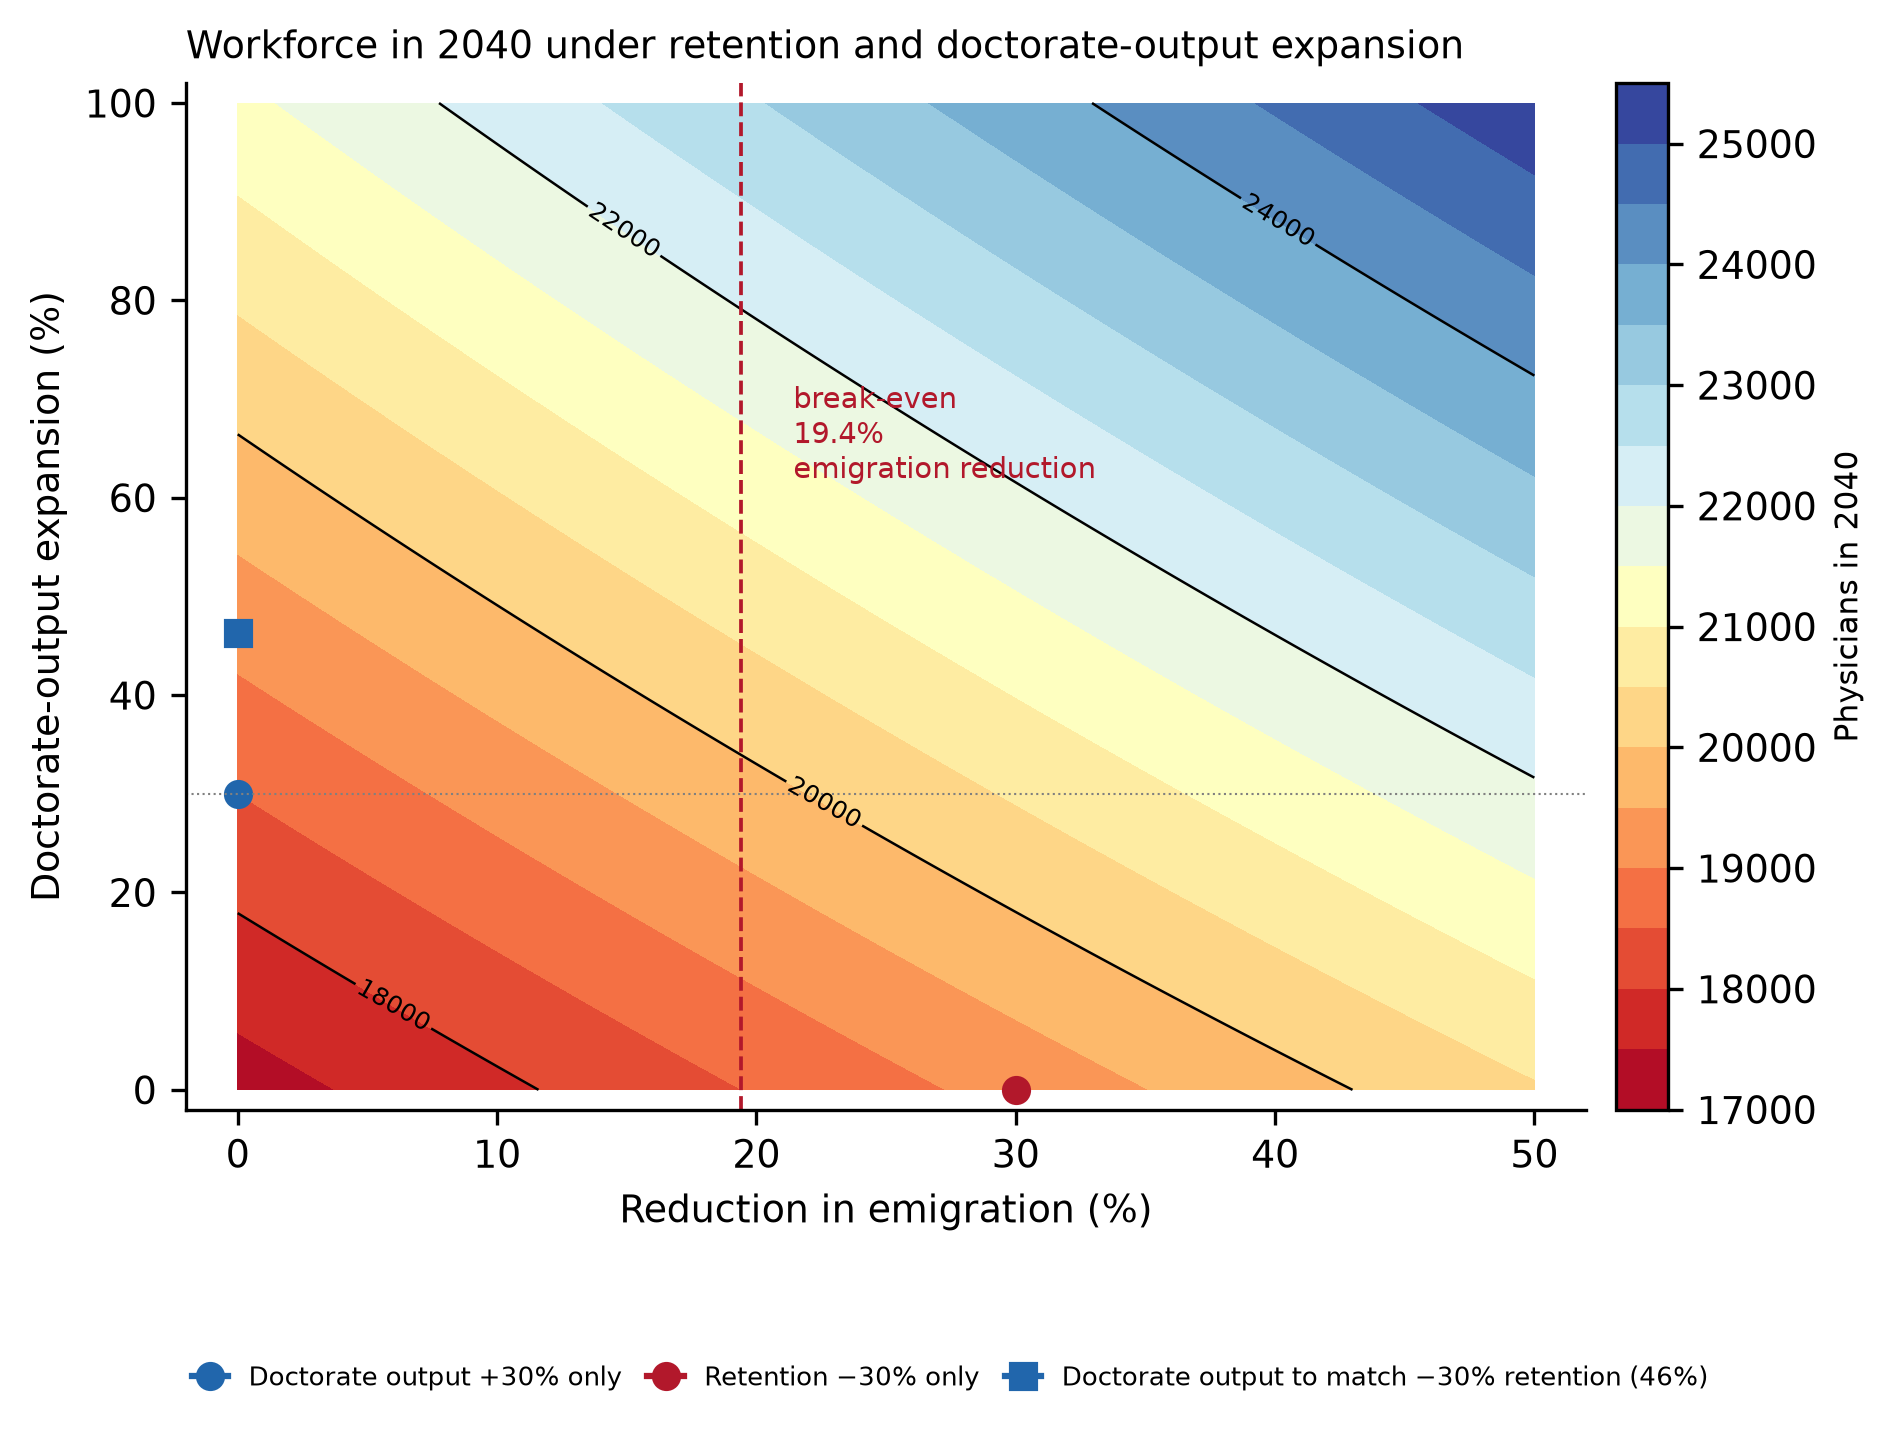 Workforce in 2040 under retention and doctorate-output expansion
Doctorate-output expansion (%)
100
80
60
40
20
0
22000
24000
20000
18000
break-even
19.4%
emigration reduction
0
10
20
30
40
50
Reduction in emigration (%)
25000
24000
23000
22000
21000
20000
19000
18000
17000
Physicians in 2040
Doctorate output +30% only
Retention −30% only
Doctorate output to match −30% retention (46%)